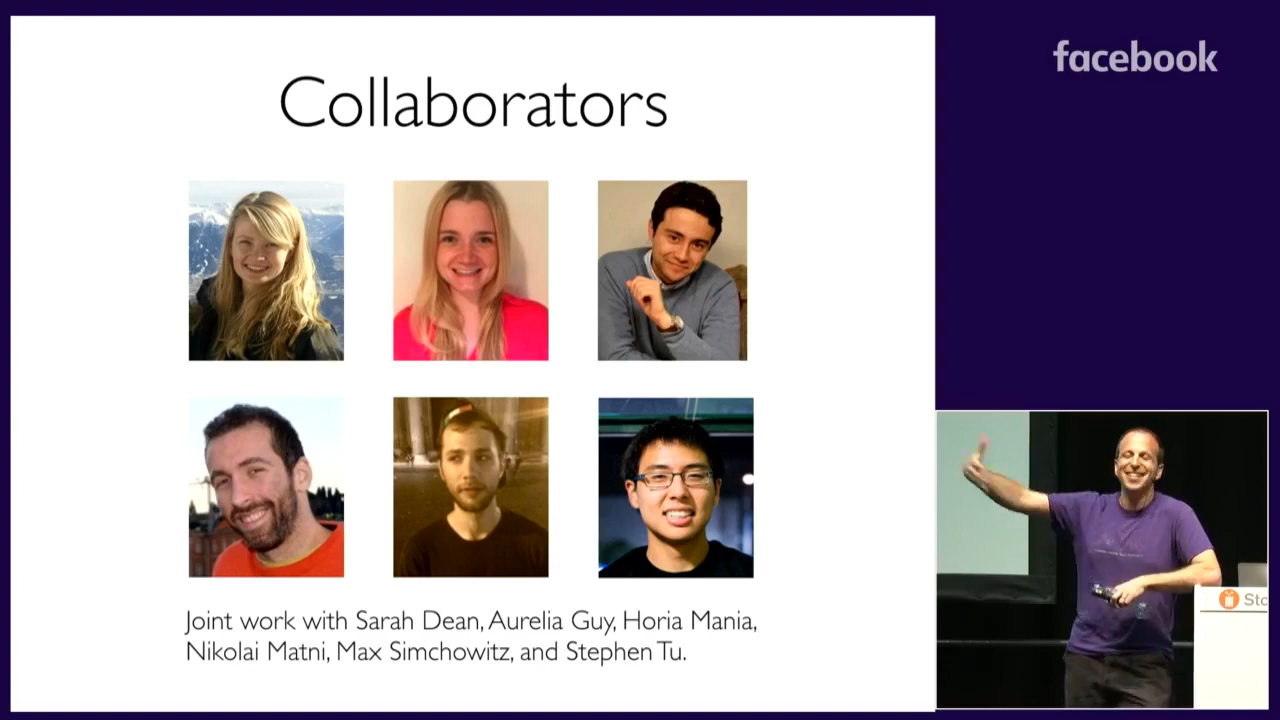 facebook
Collaborators
Joint work with Sarah Dean, Aurelia Guy, Horia Mania,
Nikolai Matni, Max Simchowitz, and Stephen Tu.